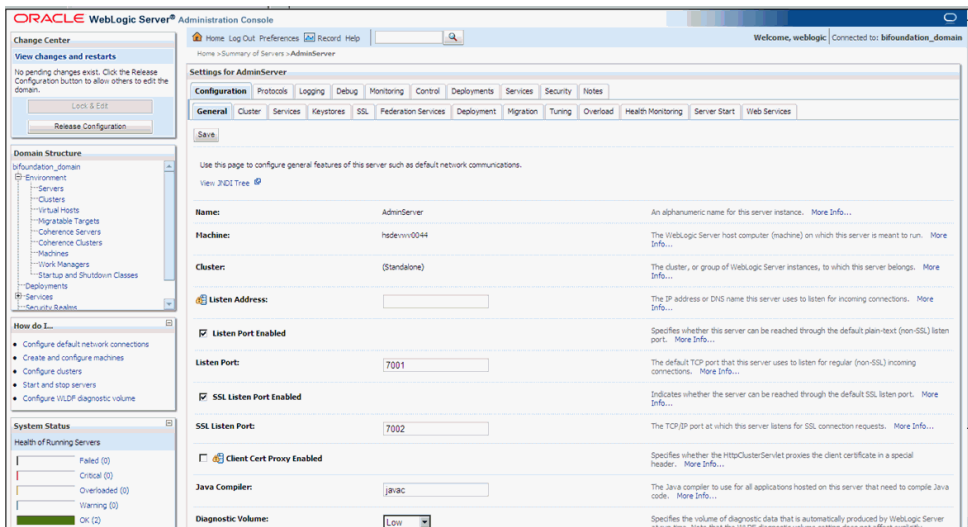 ORACLE WebLogic Server® Administration Console
Change Center
View changes and restarts
No pending changes exist. Click the Release
Configuration button to allow others to edit the
domain.
Lock & Edit
Release Configuration
Domain Structure
bifoundation_domain
Environment
Servers
Clusters
Virtual Hosts
Migratable Targets
Coherence Servers
Coherence Clusters
Machines
Work Managers
Startup and Shutdown Classes
Deployments
Services
Security Realms
How do I...
Configure default network connections
Create and configure machines
Configure clusters
Start and stop servers
Configure WLDF diagnostic volume
System Status
Health of Running Servers
Failed (0)
Critical (0)
Overloaded (0)
Warning (0)
OK (2)
Home Log Out Preferences Record Help
Welcome, weblogic Connected to: bifoundation_domain
Home >Summary of Servers >AdminServer
Settings for AdminServer
Configuration Protocols Logging Debug Monitoring Control Deployments Services Security Notes
General Cluster Services Keystores SSL Federation Services Deployment Migration Tuning Overload Health Monitoring Server Start Web Services
Save
Use this page to configure general features of this server such as default network communications.
View JNDI Tree
Name: AdminServer An alphanumeric name for this server instance. More Info...
Machine: hsdevwv0044 The WebLogic Server host computer (machine) on which this server is meant to run. More
Info...
Cluster: (Standalone) The cluster, or group of WebLogic Server instances, to which this server belongs. More
Info...
Listen Address: The IP address or DNS name this server uses to listen for incoming connections. More
Info...
Listen Port Enabled Specifies whether this server can be reached through the default plain-text (non-SSL) listen
port. More Info...
Listen Port: 7001 The default TCP port that this server uses to listen for regular (non-SSL) incoming
connections. More Info...
SSL Listen Port Enabled Indicates whether the server can be reached through the default SSL listen port. More
Info...
SSL Listen Port: 7002 The TCP/IP port at which this server listens for SSL connection requests. More Info...
Client Cert Proxy Enabled Specifies whether the HttpClusterServlet proxies the client certificate in a special
header. More Info...
Java Compiler: javac The Java compiler to use for all applications hosted on this server that need to compile Java
code. More Info...
Diagnostic Volume: Low Specifies the volume of diagnostic data that is automatically produced by WebLogic Server